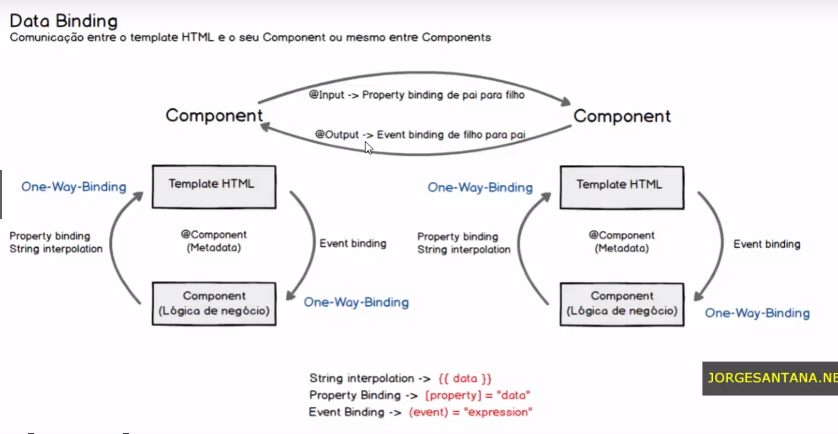 Data Binding
Comunicação entre o template HTML e o seu Component ou mesmo entre Components
@Input -> Property binding de pai para filho
Component
Component
@Output -> Event binding de filho para pai
One-Way-Binding
Template HTML
Property binding
String interpolation
@Component
(Metadata)
Event binding
Component
(Lógica de negócio)
One-Way-Binding
One-Way-Binding
Template HTML
Property binding
String interpolation
@Component
(Metadata)
Event binding
Component
(Lógica de negócio)
One-Way-Binding
String interpolation -> {{ data }}
Property Binding -> [property] = "data"
Event Binding -> (event) = "expression"
JORGESANTANA.NE